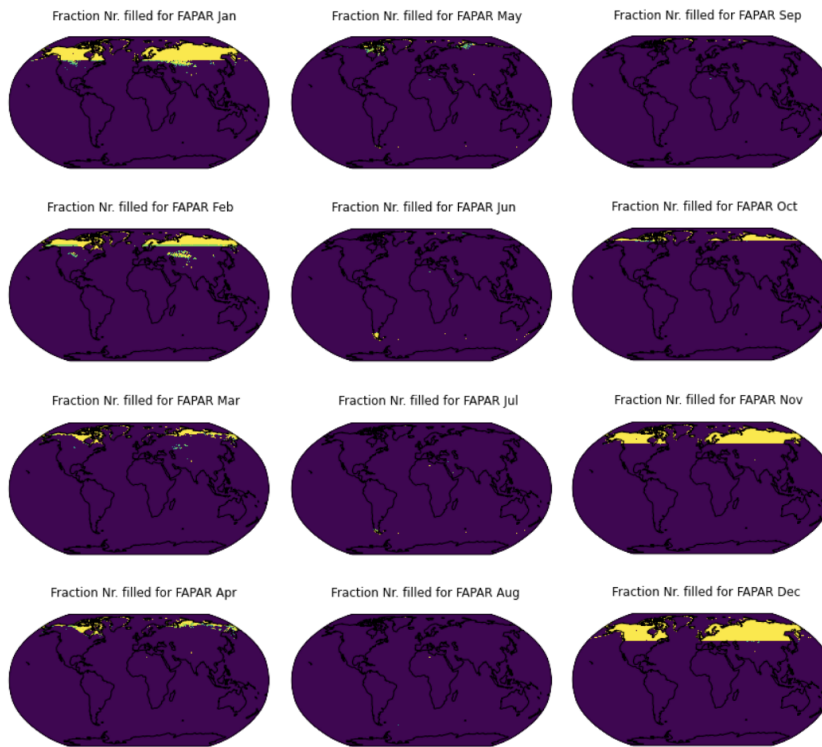 Fraction Nr. filled for FAPAR Jan
Fraction Nr. filled for FAPAR May
Fraction Nr. filled for FAPAR Sep
Fraction Nr. filled for FAPAR Feb
Fraction Nr. filled for FAPAR Jun
Fraction Nr. filled for FAPAR Oct
Fraction Nr. filled for FAPAR Mar
Fraction Nr. filled for FAPAR Jul
Fraction Nr. filled for FAPAR Nov
Fraction Nr. filled for FAPAR Apr
Fraction Nr. filled for FAPAR Aug
Fraction Nr. filled for FAPAR Dec